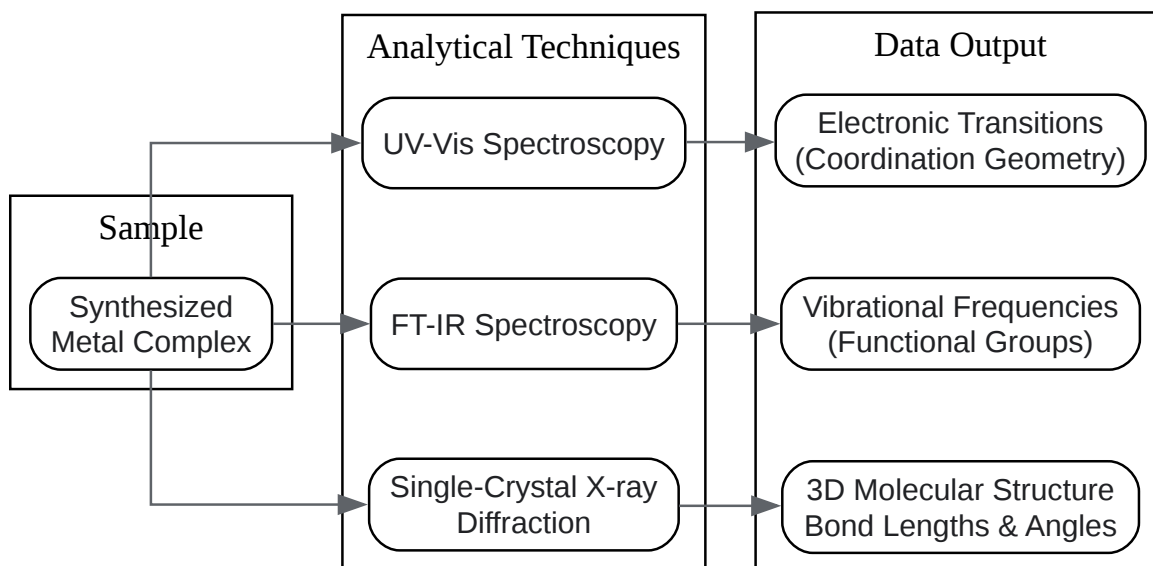 Sample
Synthesized
Metal Complex
Analytical Techniques
UV-Vis Spectroscopy
FT-IR Spectroscopy
Single-Crystal X-ray
Diffraction
Data Output
Electronic Transitions
(Coordination Geometry)
Vibrational Frequencies
(Functional Groups)
3D Molecular Structure
Bond Lengths & Angles